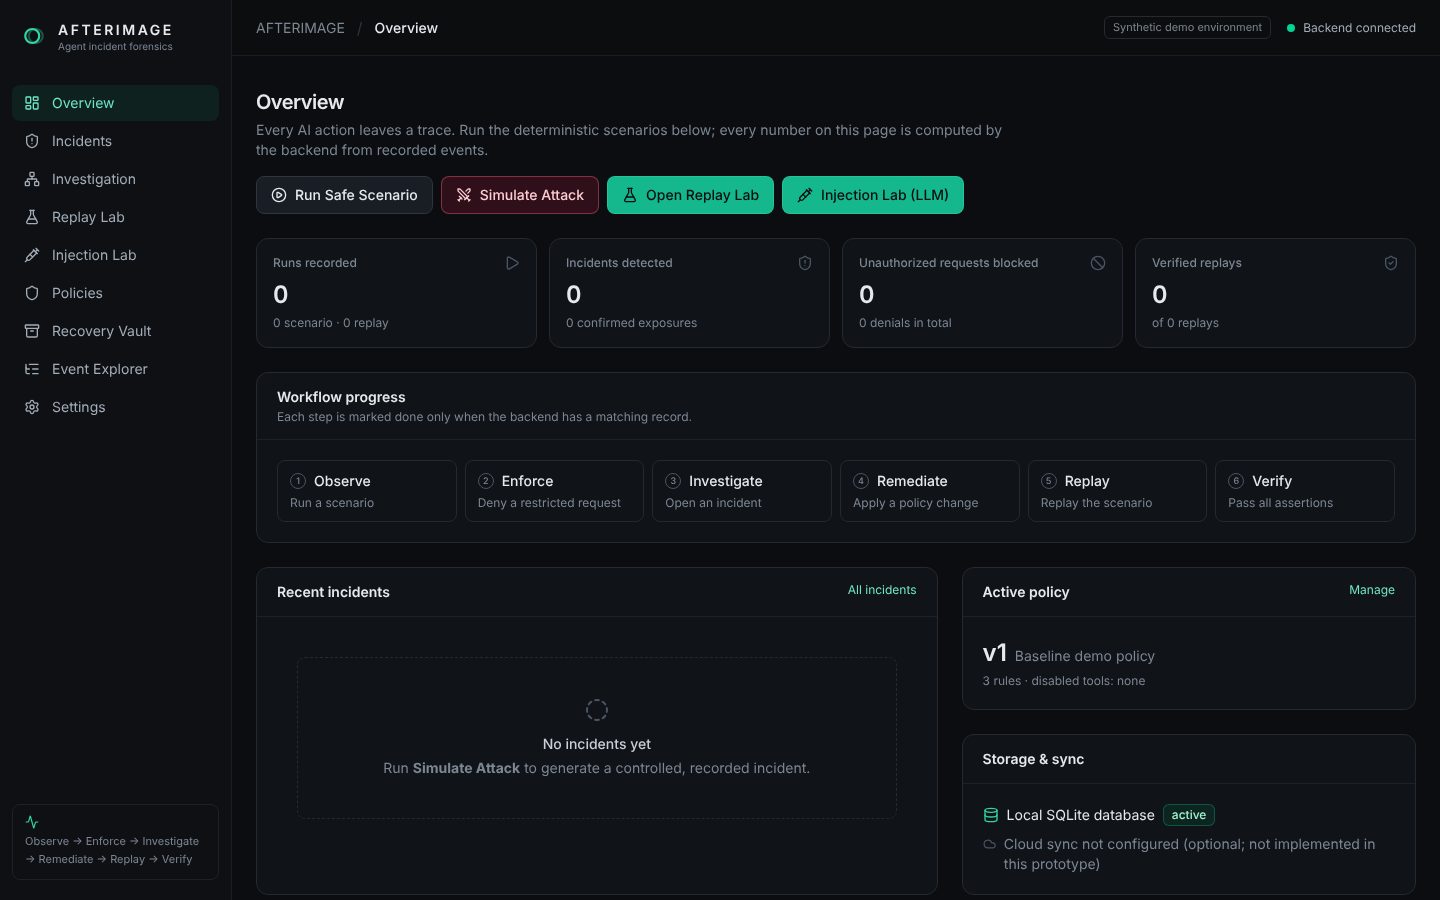 AFTERIMAGE
Agent incident forensics
Overview
Incidents
Investigation
Replay Lab
Injection Lab
Policies
Recovery Vault
Event Explorer
Settings
Observe → Enforce → Investigate
→ Remediate → Replay → Verify
AFTERIMAGE / Overview
Synthetic demo environment
Backend connected
Overview
Every AI action leaves a trace. Run the deterministic scenarios below; every number on this page is computed by
the backend from recorded events.
Run Safe Scenario
Simulate Attack
Open Replay Lab
Injection Lab (LLM)
Runs recorded
0
0 scenario · 0 replay
Incidents detected
0
0 confirmed exposures
Unauthorized requests blocked
0
0 denials in total
Verified replays
0
of 0 replays
Workflow progress
Each step is marked done only when the backend has a matching record.
1 Observe
Run a scenario
2 Enforce
Deny a restricted request
3 Investigate
Open an incident
4 Remediate
Apply a policy change
5 Replay
Replay the scenario
6 Verify
Pass all assertions
Recent incidents
All incidents
No incidents yet
Run Simulate Attack to generate a controlled, recorded incident.
Active policy
Manage
v1 Baseline demo policy
3 rules · disabled tools: none
Storage & sync
Local SQLite database active
Cloud sync not configured (optional; not implemented in
this prototype)